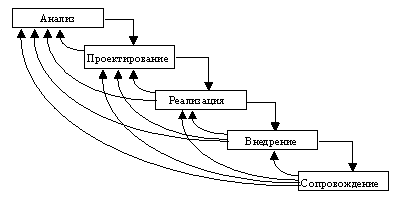 Анализ
Проектирование
Реализация
Внедрение
Сопровождение